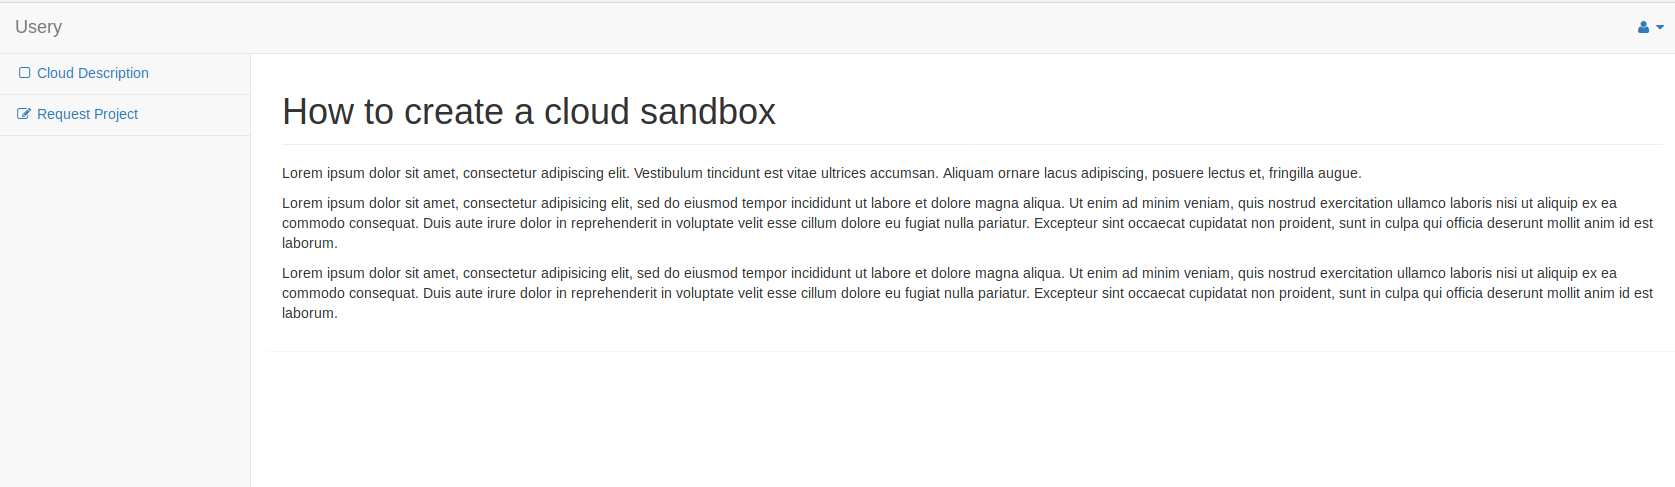 Usery
Cloud Description
Request Project
How to create a cloud sandbox
Lorem ipsum dolor sit amet, consectetur adipiscing elit. Vestibulum tincidunt est vitae ultrices accumsan. Aliquam ornare lacus adipiscing, posuere lectus et, fringilla augue.
Lorem ipsum dolor sit amet, consectetur adipisicing elit, sed do eiusmod tempor incididunt ut labore et dolore magna aliqua. Ut enim ad minim veniam, quis nostrud exercitation ullamco laboris nisi ut aliquip ex ea
commodo consequat. Duis aute irure dolor in reprehenderit in voluptate velit esse cillum dolore eu fugiat nulla pariatur. Excepteur sint occaecat cupidatat non proident, sunt in culpa qui officia deserunt mollit anim id est
laborum.
Lorem ipsum dolor sit amet, consectetur adipisicing elit, sed do eiusmod tempor incididunt ut labore et dolore magna aliqua. Ut enim ad minim veniam, quis nostrud exercitation ullamco laboris nisi ut aliquip ex ea
commodo consequat. Duis aute irure dolor in reprehenderit in voluptate velit esse cillum dolore eu fugiat nulla pariatur. Excepteur sint occaecat cupidatat non proident, sunt in culpa qui officia deserunt mollit anim id est
laborum.